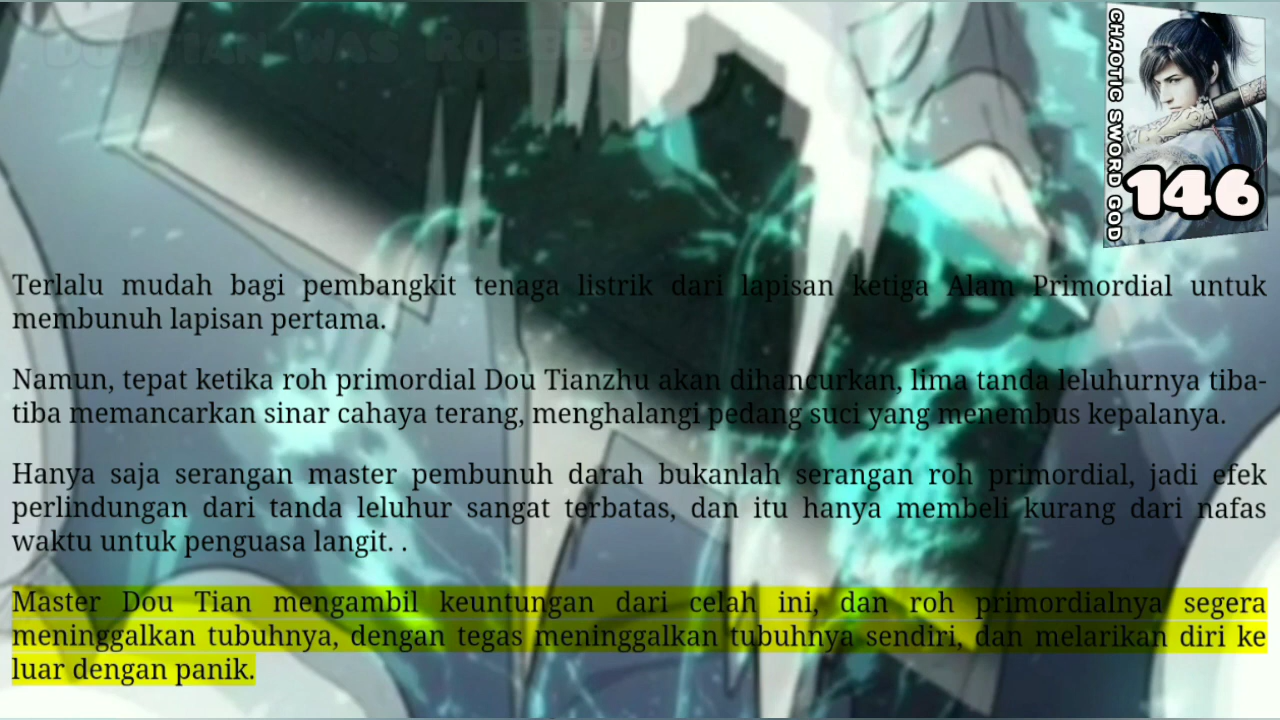 DOUTIAN WAS ROBBED
CHAOTIC SWORD GOD
146
Terlalu mudah bagi pembangkit tenaga listrik dari lapisan ketiga Alam Primordial untuk
membunuh lapisan pertama.
Namun, tepat ketika roh primordial Dou Tianzhu akan dihancurkan, lima tanda leluhurnya tiba-
tiba memancarkan sinar cahaya terang, menghalangi pedang suci yang menembus kepalanya.
Hanya saja serangan master pembunuh darah bukanlah serangan roh primordial, jadi efek
perlindungan dari tanda leluhur sangat terbatas, dan itu hanya membeli kurang dari nafas
waktu untuk penguasa langit. .
Master Dou Tian mengambil keuntungan dari celah ini, dan roh primordialnya segera
meninggalkan tubuhnya, dengan tegas meninggalkan tubuhnya sendiri, dan melarikan diri ke
luar dengan panik.